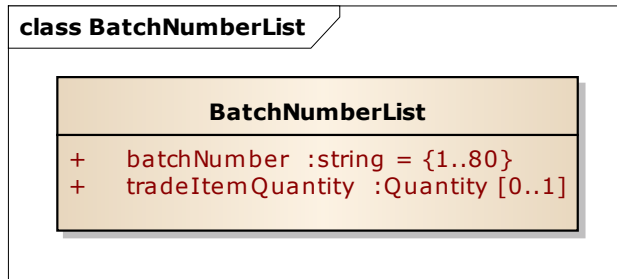 class BatchNumberList
BatchNumberList
+ batchNumber :string = {1..80}
+ tradeItemQuantity :Quantity [0..1]